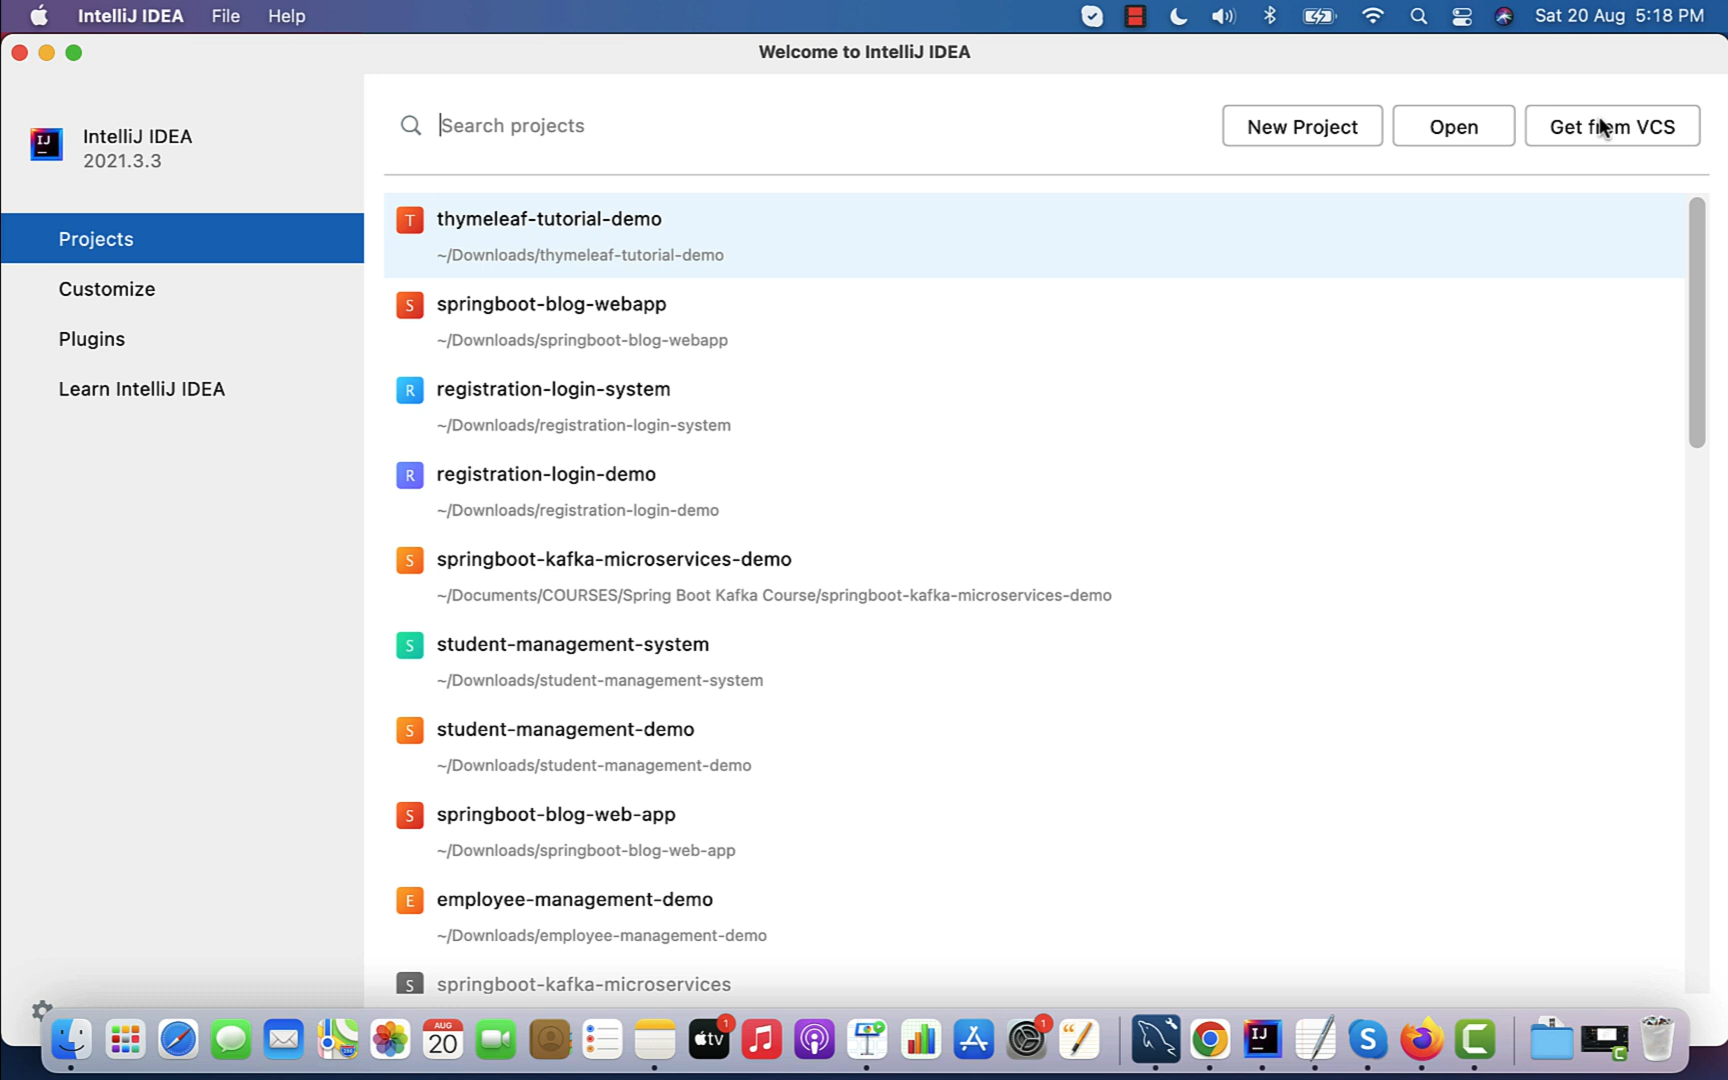 IntelliJ IDEA File Help Sat 20 Aug 5:18 PM
Welcome to IntelliJ IDEA
IJ
IntelliJ IDEA
2021.3.3
Search projects
New Project
Open
Get from VCS
Projects
Customize
Plugins
Learn IntelliJ IDEA
T thymeleaf-tutorial-demo
~/Downloads/thymeleaf-tutorial-demo
S springboot-blog-webapp
~/Downloads/springboot-blog-webapp
R registration-login-system
~/Downloads/registration-login-system
R registration-login-demo
~/Downloads/registration-login-demo
S springboot-kafka-microservices-demo
~/Documents/COURSES/Spring Boot Kafka Course/springboot-kafka-microservices-demo
S student-management-system
~/Downloads/student-management-system
S student-management-demo
~/Downloads/student-management-demo
S springboot-blog-web-app
~/Downloads/springboot-blog-web-app
E employee-management-demo
~/Downloads/employee-management-demo
S springboot-kafka-microservices
AUG
20
tv
1
1
IJ
S
C